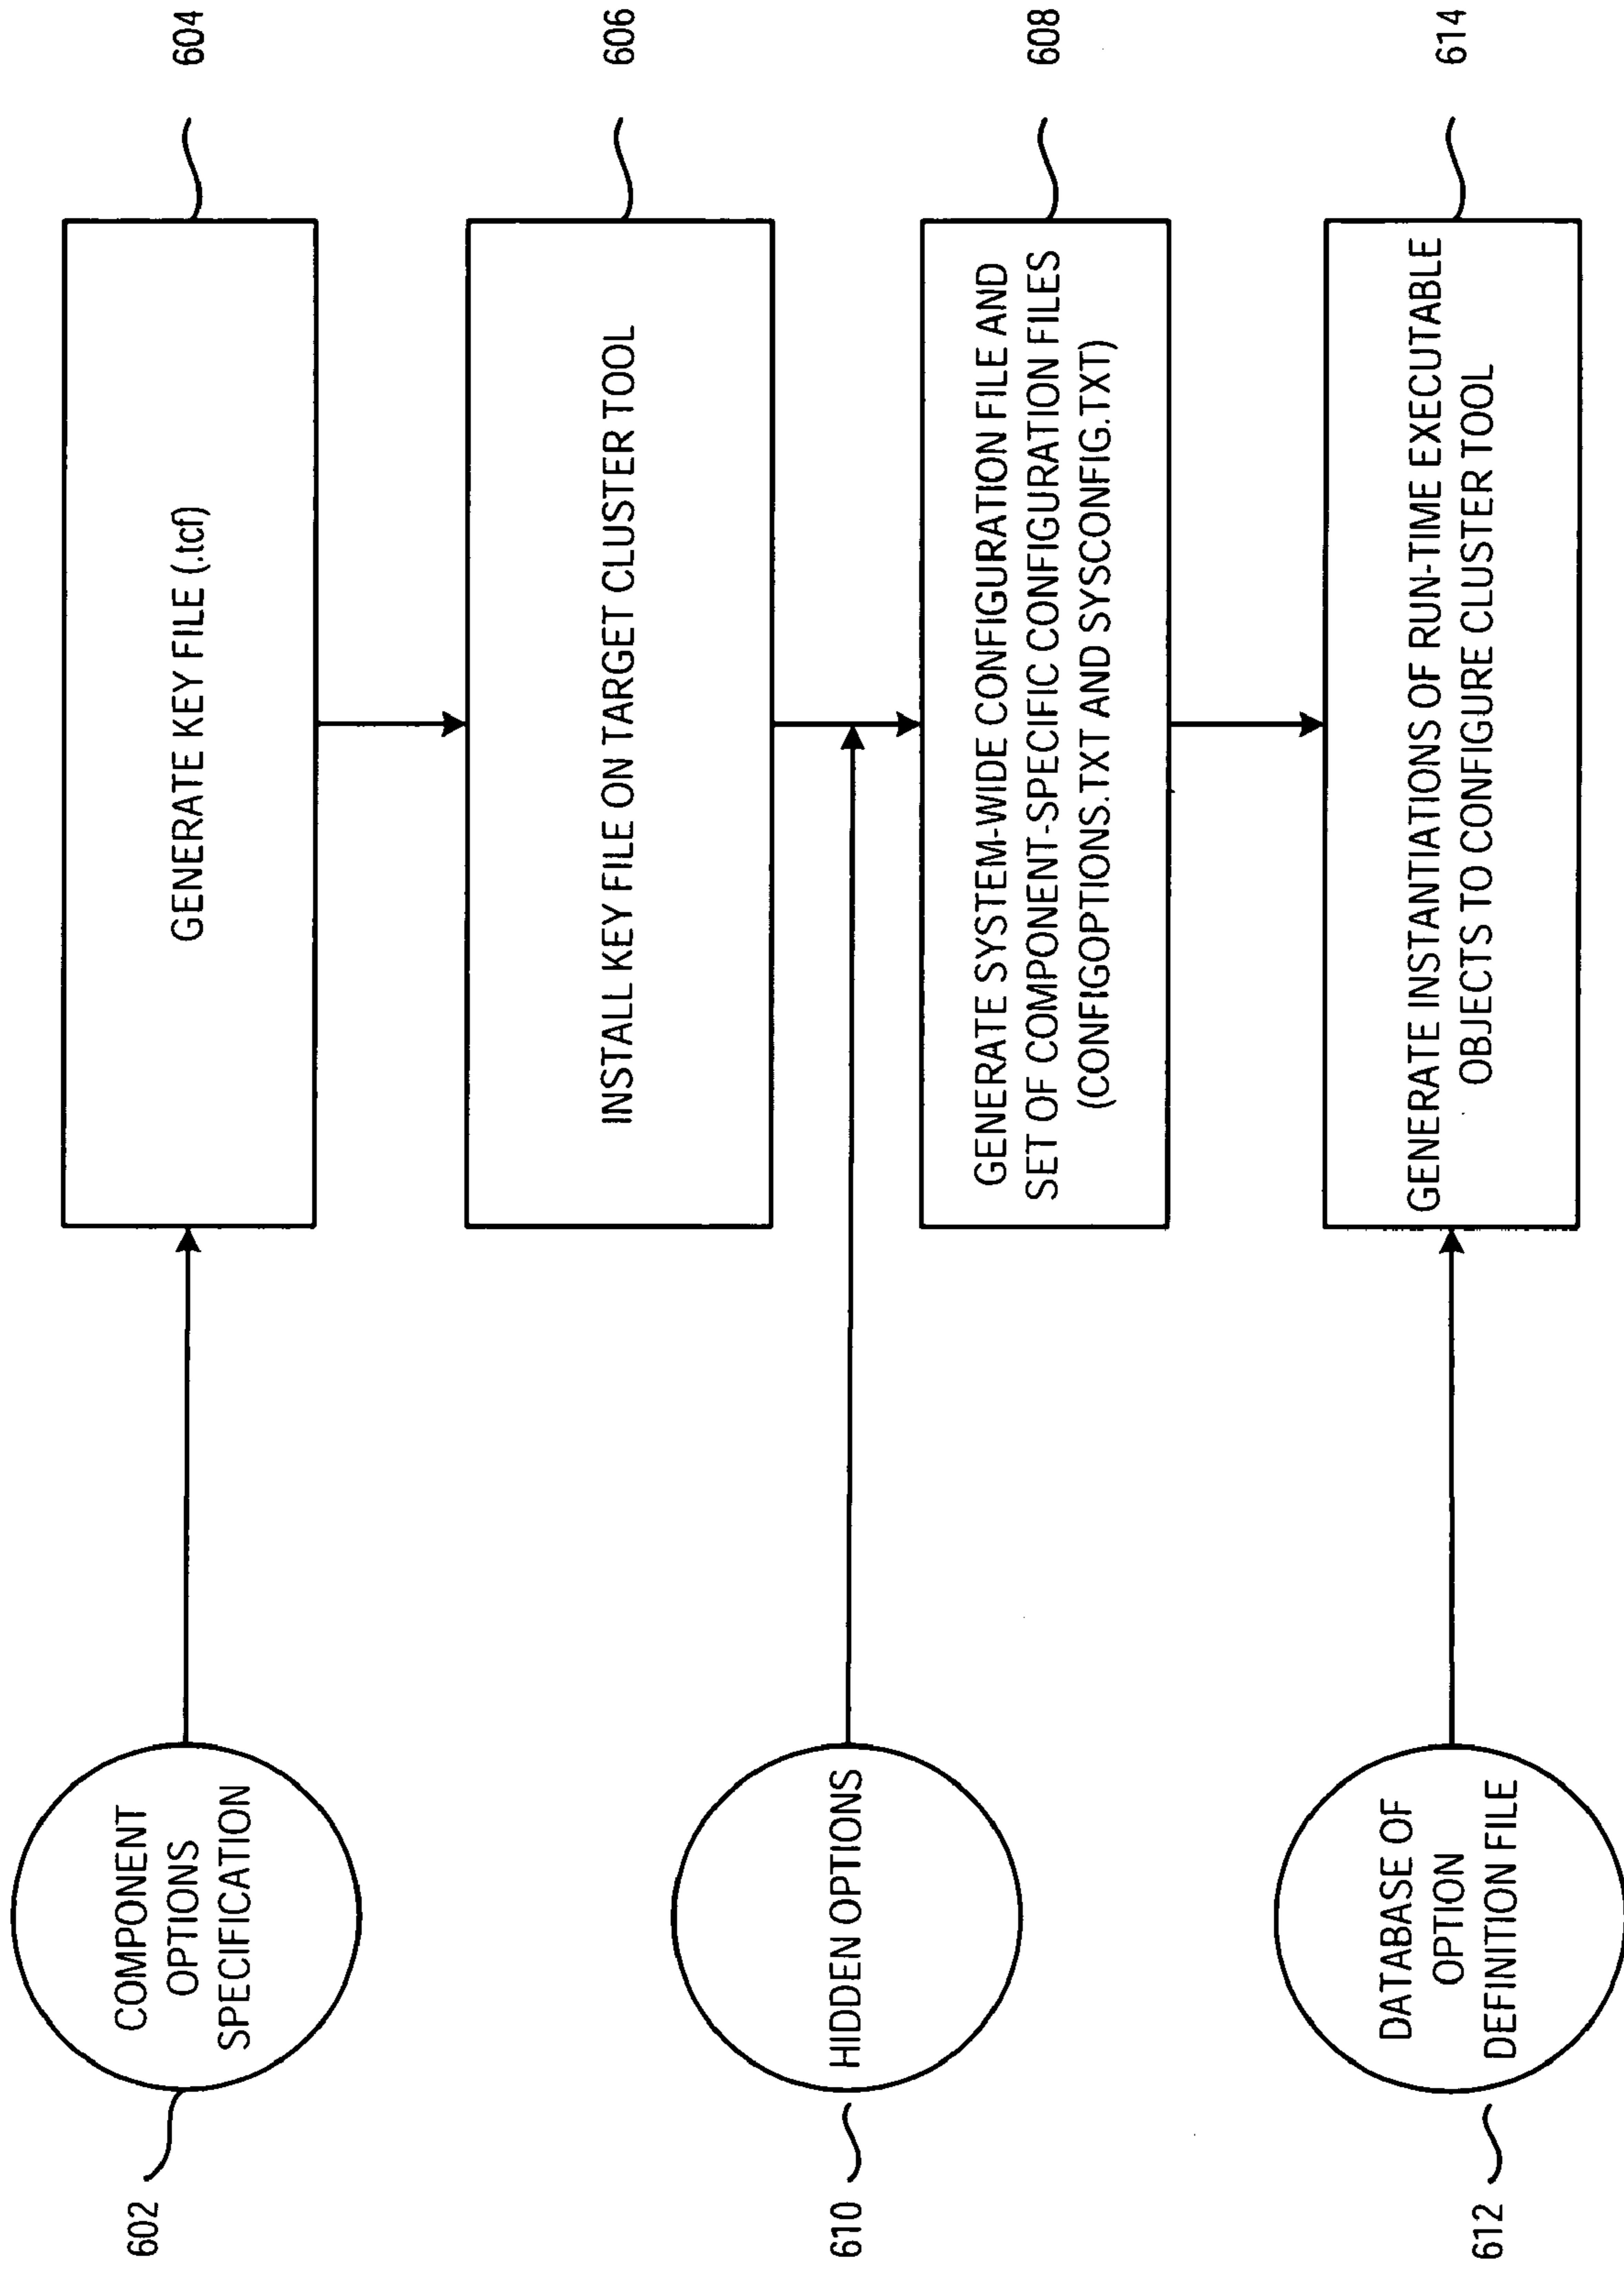 602
COMPONENT
OPTIONS
SPECIFICATION
GENERATE KEY FILE (.tcf)
604
INSTALL KEY FILE ON TARGET CLUSTER TOOL
606
610
HIDDEN OPTIONS
GENERATE SYSTEM-WIDE CONFIGURATION FILE AND
SET OF COMPONENT-SPECIFIC CONFIGURATION FILES
(CONFIGOPTIONS.TXT AND SYSCONFIG.TXT)
608
612
DATABASE OF
OPTION
DEFINITION FILE
GENERATE INSTANTIATIONS OF RUN-TIME EXECUTABLE
OBJECTS TO CONFIGURE CLUSTER TOOL
614